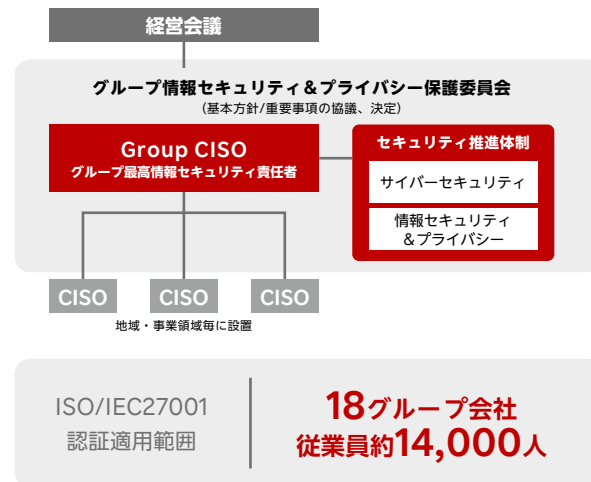 経営会議
グループ情報セキュリティ＆プライバシー保護委員会
(基本方針/重要事項の協議、決定)
Group CISO
グループ最高情報セキュリティ責任者
セキュリティ推進体制
サイバーセキュリティ
情報セキュリティ
＆プライバシー
CISO
CISO
CISO
地域・事業領域毎に設置
ISO/IEC27001
認証適用範囲
18グループ会社
従業員約14,000人